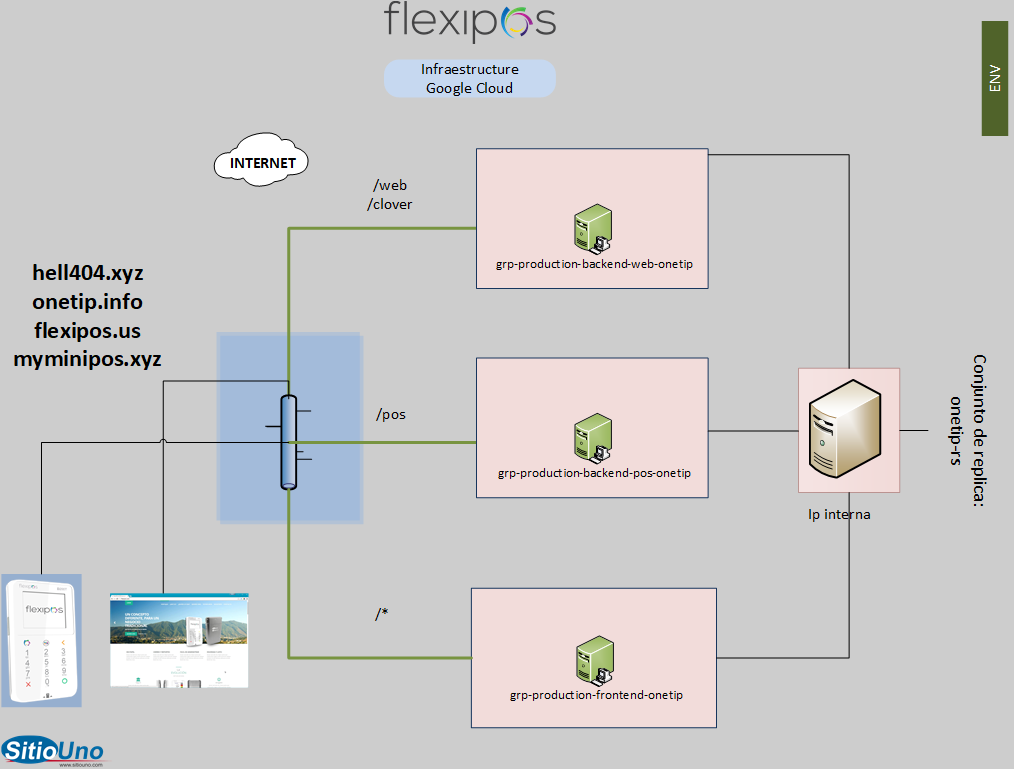 flexipos
Infraestructure
Google Cloud
ENV
INTERNET
/web
/clover
grp-production-backend-web-onetip
hell404.xyz
onetip.info
flexipos.us
myminipos.xyz
/pos
grp-production-backend-pos-onetip
Conjunto de replica:
onetip-rs
Ip interna
/*
grp-production-frontend-onetip
flexipos
flexipos
1 2 3
4 5 6
7 8 9
0
SitioUno
www.sitiouno.com